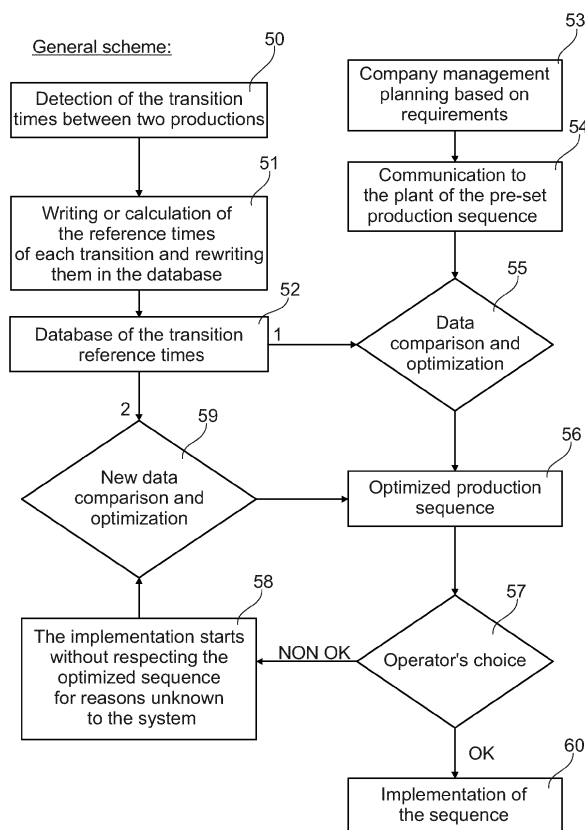 General scheme:
50
Detection of the transition
times between two productions
51
Writing or calculation of
the reference times
of each transition and rewriting
them in the database
52
Database of the transition
reference times
1
2
53
Company management
planning based on
requirements
54
Communication to
the plant of the pre-set
production sequence
55
Data
comparison and
optimization
59
New data
comparison and
optimization
56
Optimized production
sequence
57
Operator's choice
NON OK
58
The implementation starts
without respecting the
optimized sequence
for reasons unknown
to the system
OK
60
Implementation of
the sequence